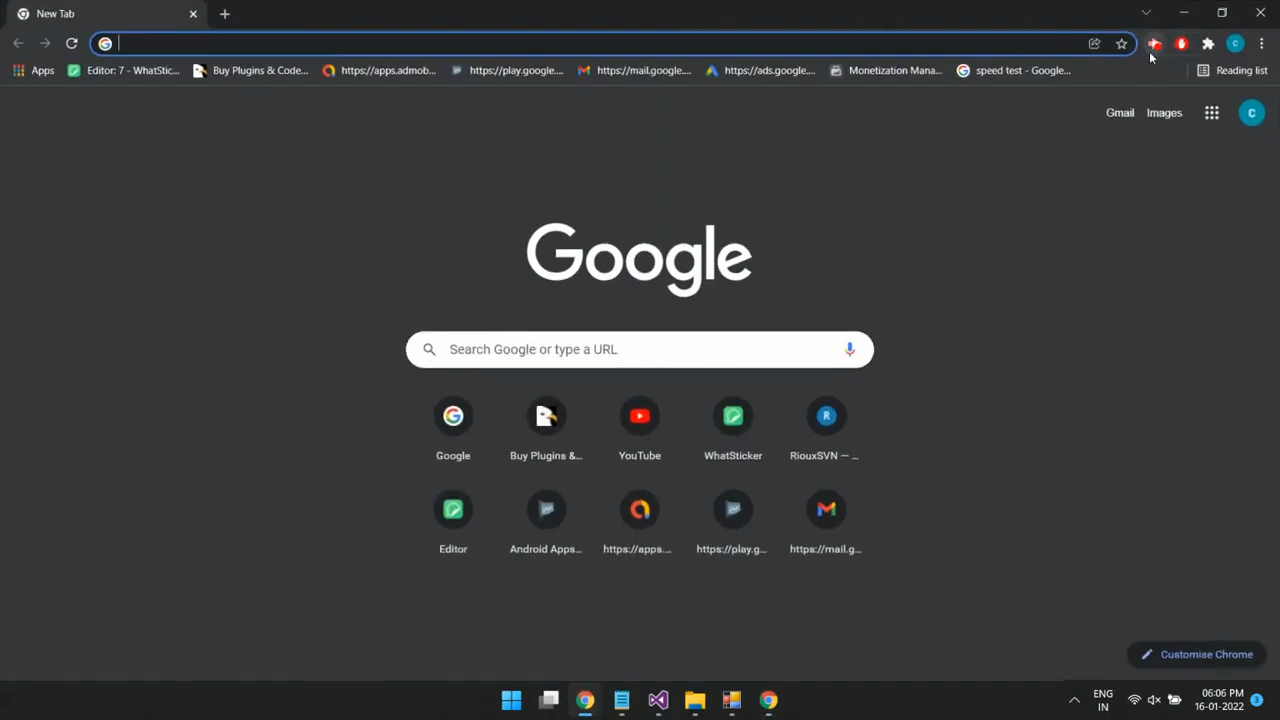 New Tab
Apps
Editor: 7 - WhatStic...
Buy Plugins & Code...
https://apps.admob...
https://play.google....
https://mail.google....
https://ads.google....
Monetization Mana...
speed test - Google...
Reading list
Gmail
Images
C
C
Google
Search Google or type a URL
Google
Buy Plugins &...
YouTube
WhatSticker
R
RiouxSVN — ...
Editor
Android Apps...
https://apps....
https://play.g...
https://mail.g...
Customise Chrome
ENG
IN
06:06 PM
16-01-2022
3